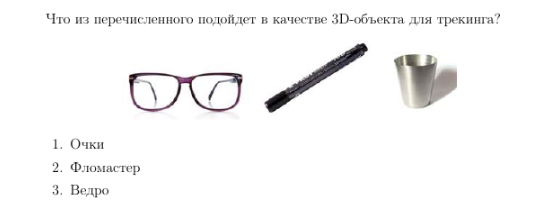 Что из перечисленного подойдет в качестве 3D-объекта для трекинга?
1. Очки
2. Фломастер
3. Ведро